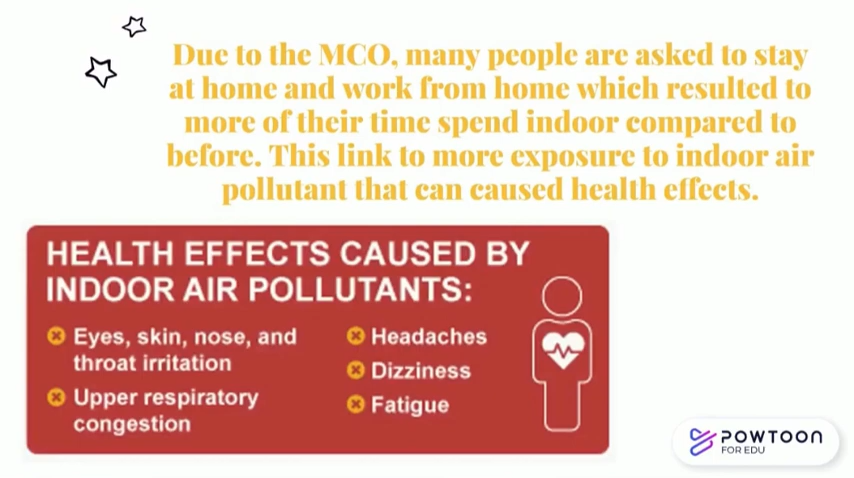 Due to the MCO, many people are asked to stay
at home and work from home which resulted to
more of their time spend indoor compared to
before. This link to more exposure to indoor air
pollutant that can caused health effects.
HEALTH EFFECTS CAUSED BY
INDOOR AIR POLLUTANTS:
Eyes, skin, nose, and
throat irritation
Upper respiratory
congestion
Headaches
Dizziness
Fatigue
POWTOON
FOR EDU